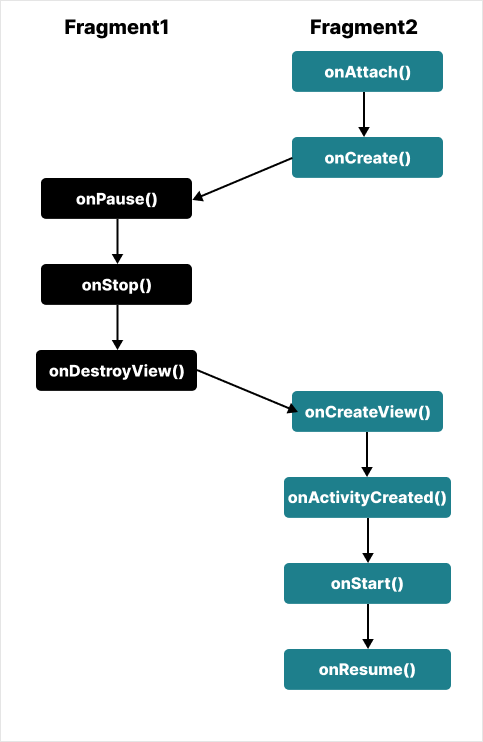 Fragment1
Fragment2
onAttach()
onCreate()
onPause()
onStop()
onDestroyView()
onCreateView()
onActivityCreated()
onStart()
onResume()